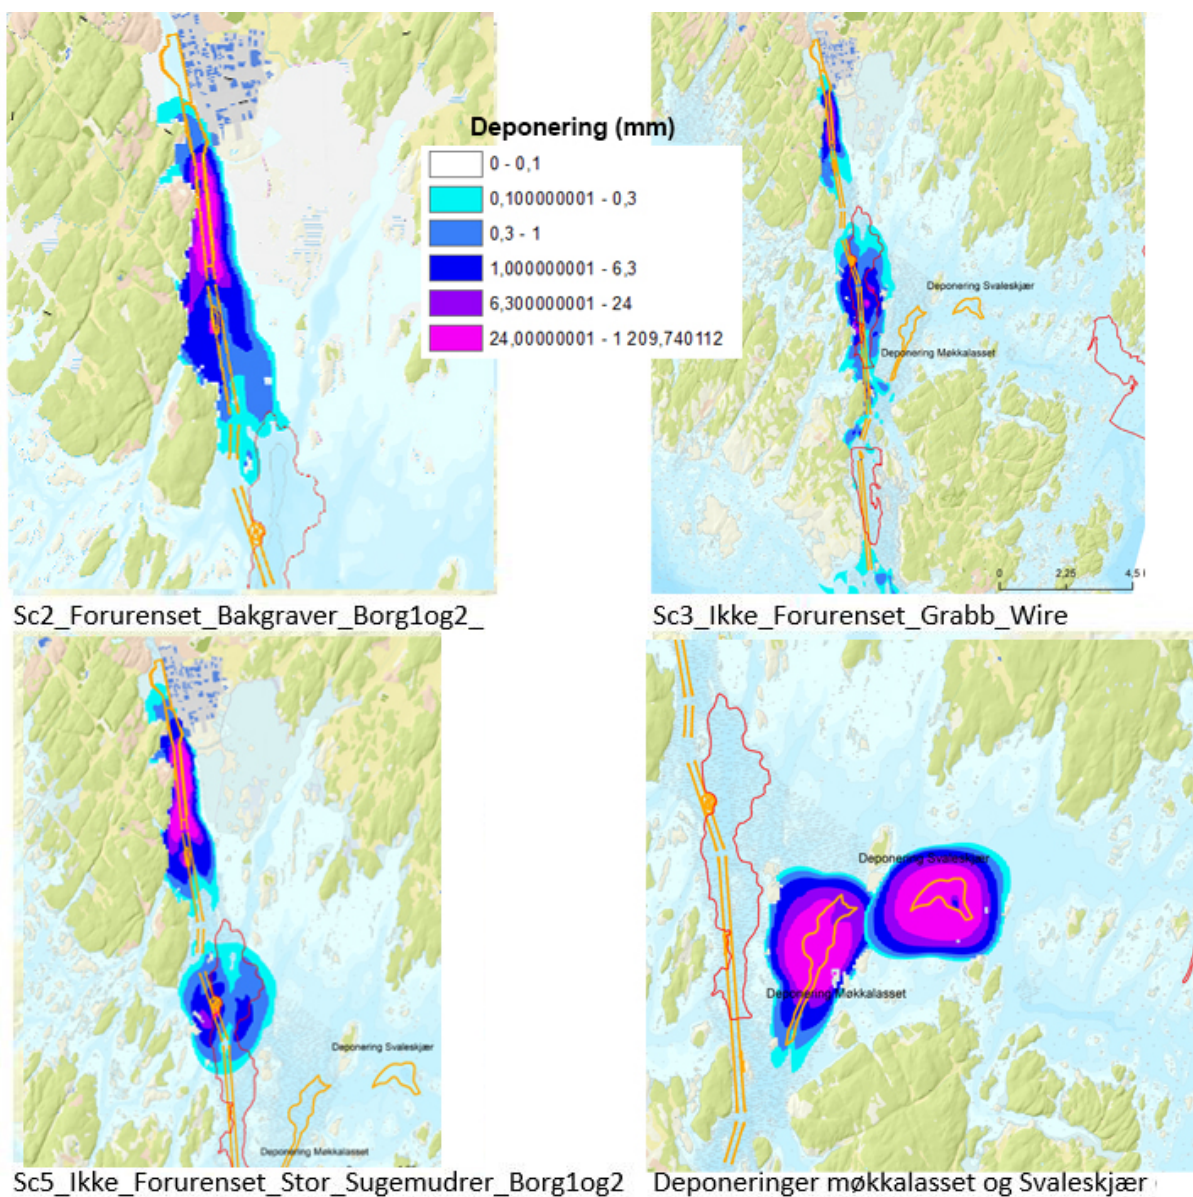 Deponering (mm)
0 - 0,1
0,100000001 - 0,3
0,3 - 1
1,000000001 - 6,3
6,300000001 - 24
24,00000001 - 1 209,740112
Deponering Svaleskjær
Deponering Møkkalasset
0 2,25 4,5
Sc2_Forurenset_Bakgraver_Borg1og2_
Sc3_Ikke_Forurenset_Grabb_Wire
Deponering Svaleskjær
Deponering Møkkalasset
Deponering Svaleskjær
Deponering Møkkalasset
Sc5_Ikke_Forurenset_Stor_Sugemudrer_Borg1og2
Deponeringer møkkalasset og Svaleskjær